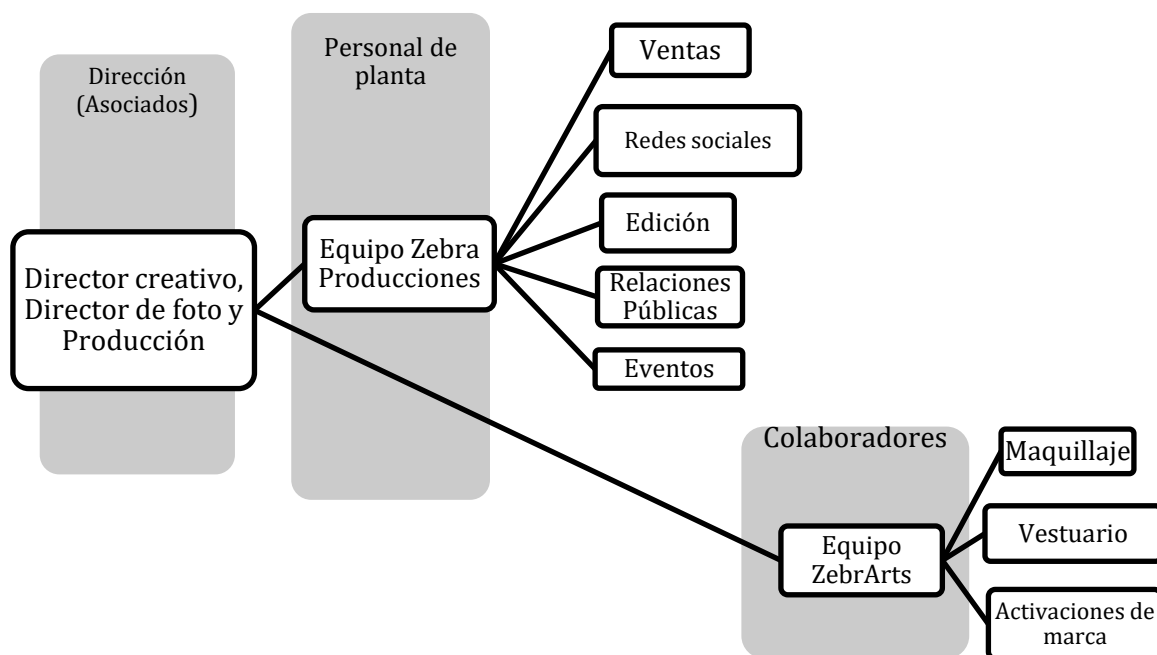 Dirección
(Asociados)
Director creativo,
Director de foto y
Producción
Personal de
planta
Equipo Zebra
Producciones
Ventas
Redes sociales
Edición
Relaciones
Públicas
Eventos
Colaboradores
Equipo
ZebrArts
Maquillaje
Vestuario
Activaciones de
marca